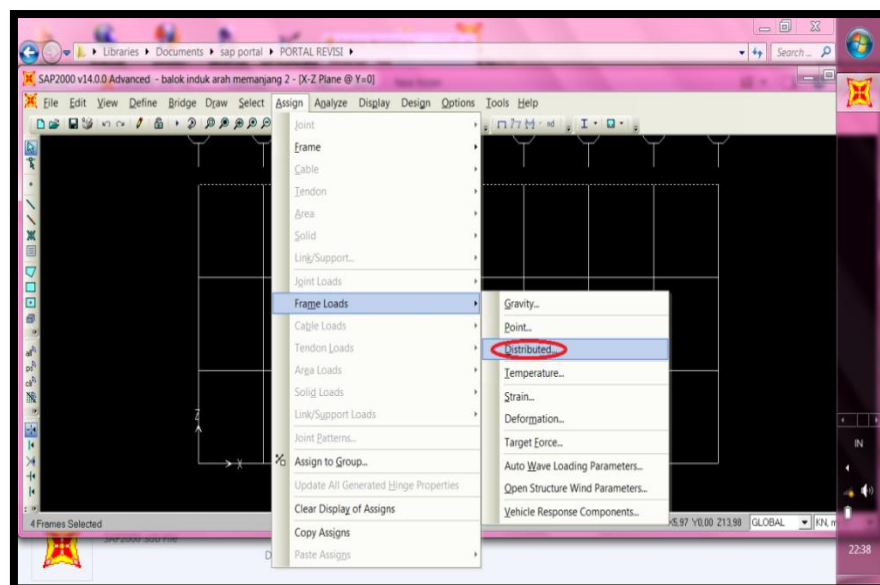 Libraries ▸ Documents ▸ sap portal ▸ PORTAL REVISI ▸
Search ...
SAP2000 v14.0.0 Advanced - balok induk arah memanjang 2 - [X-Z Plane @ Y=0]
File Edit View Define Bridge Draw Select Assign Analyze Display Design Options Tools Help
Joint
Frame
Cable
Tendon
Area
Solid
Link/Support...
Joint Loads
Frame Loads
Cable Loads
Tendon Loads
Area Loads
Solid Loads
Link/Support Loads
Joint Patterns...
Assign to Group...
Update All Generated Hinge Properties
Clear Display of Assigns
Copy Assigns
Paste Assigns
Gravity...
Point...
Distributed...
Temperature...
Strain...
Deformation...
Target Force...
Auto Wave Loading Parameters...
Open Structure Wind Parameters...
Vehicle Response Components...
Z
X
nd
all
4 Frames Selected
Y0,00 Z13,98
GLOBAL
KN, m
IN
22:38